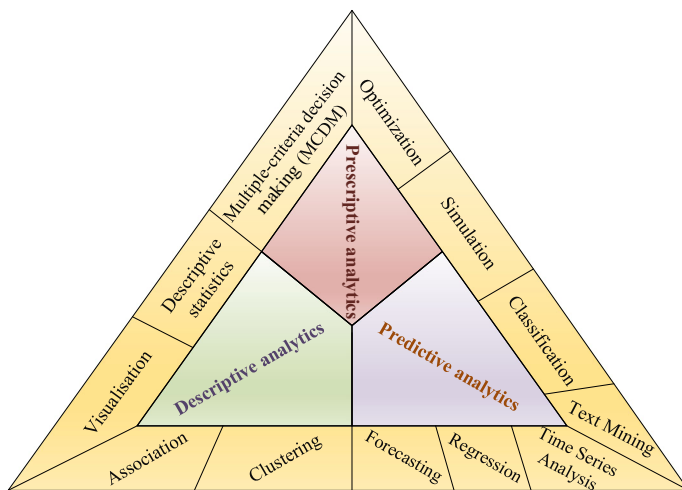 Multiple-criteria decision
making (MCDM)
Optimization
Prescriptive analytics
Simulation
Descriptive
statistics
Classification
Visualisation
Descriptive analytics
Predictive analytics
Text Mining
Association
Clustering
Forecasting
Regression
Time Series
Analysis